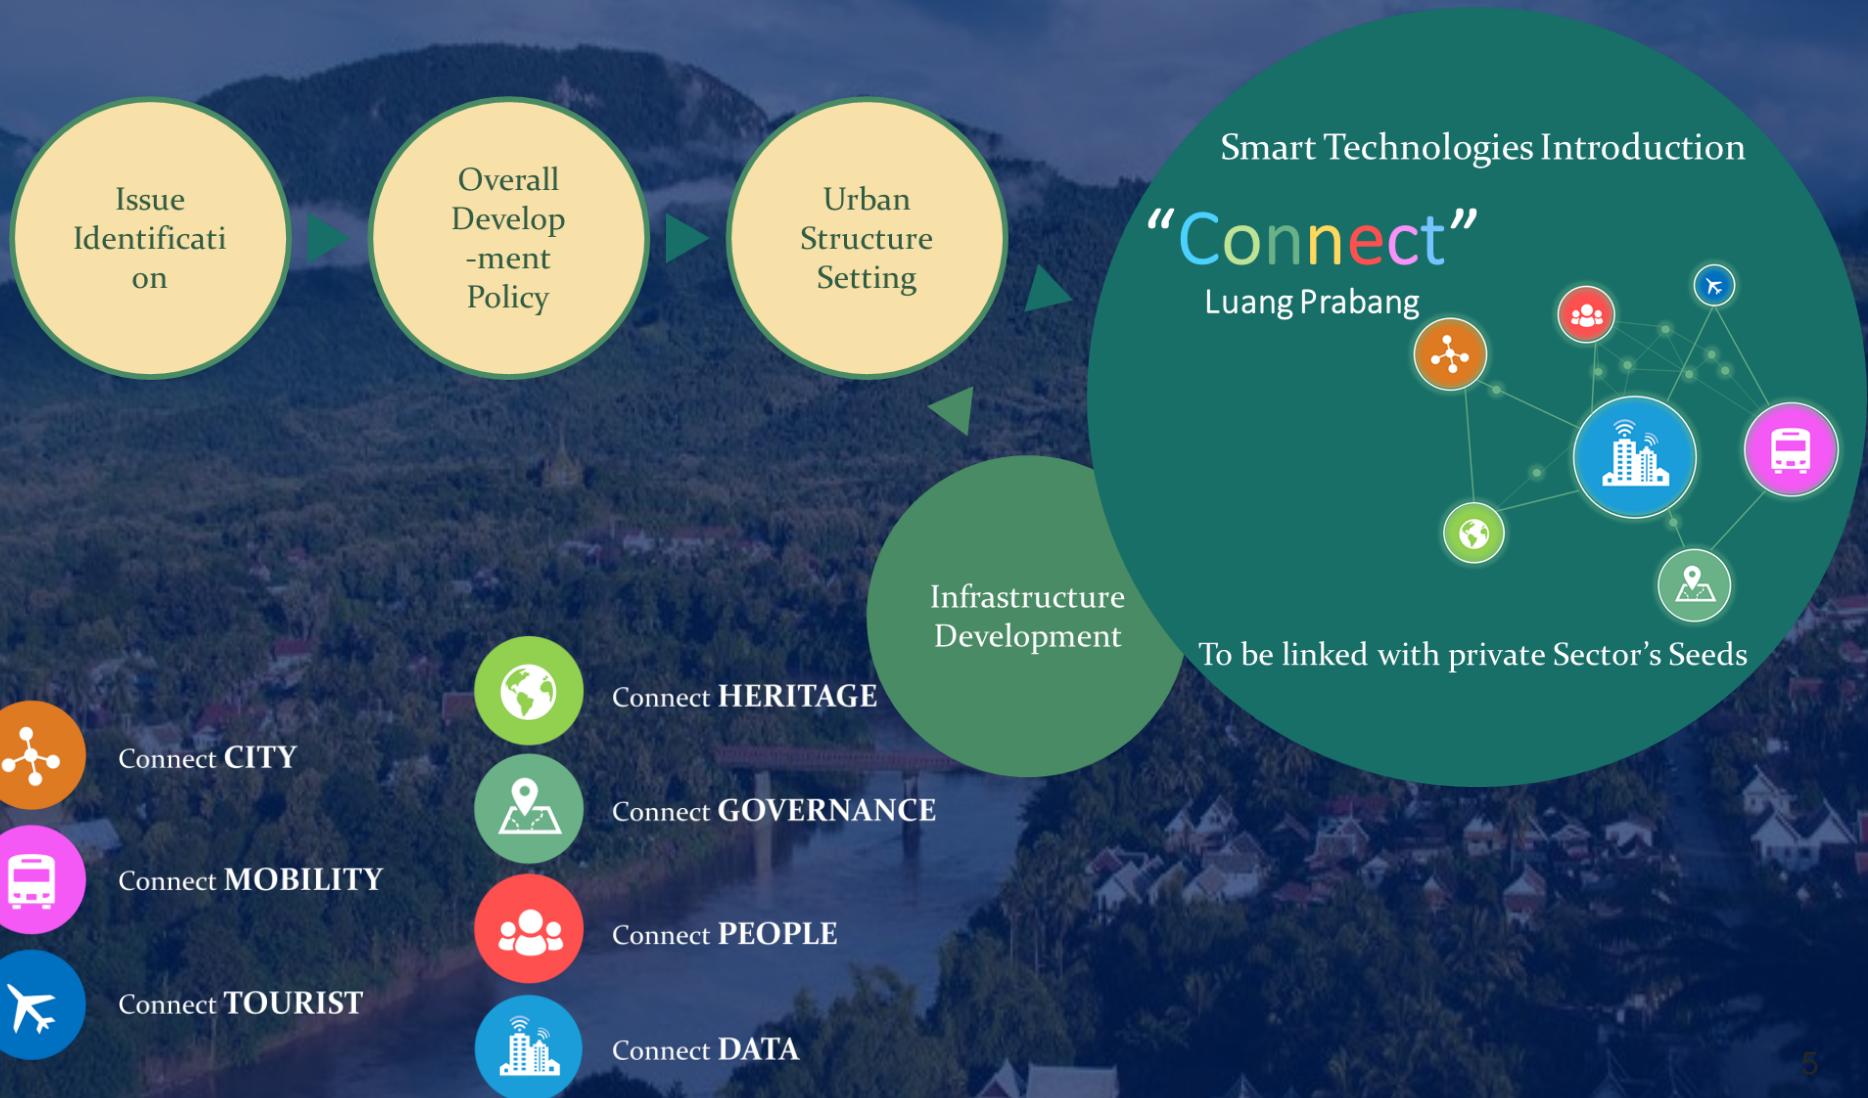 Issue
Identificati
on
Overall
Develop
-ment
Policy
Urban
Structure
Setting
Smart Technologies Introduction
“Connect”
Luang Prabang
Infrastructure
Development
To be linked with private Sector’s Seeds
Connect CITY
Connect MOBILITY
Connect TOURIST
Connect HERITAGE
Connect GOVERNANCE
Connect PEOPLE
Connect DATA
5